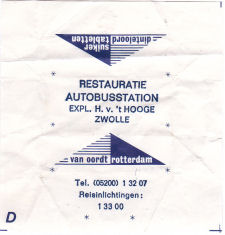 suiker dinteloord
tabletten
RESTAURATIE
AUTOBUSSTATION
EXPL. H. v. 't HOOGE
ZWOLLE
van oordt rotterdam
Tel. (05200) 1 32 07
Reisinlichtingen:
1 33 00
D